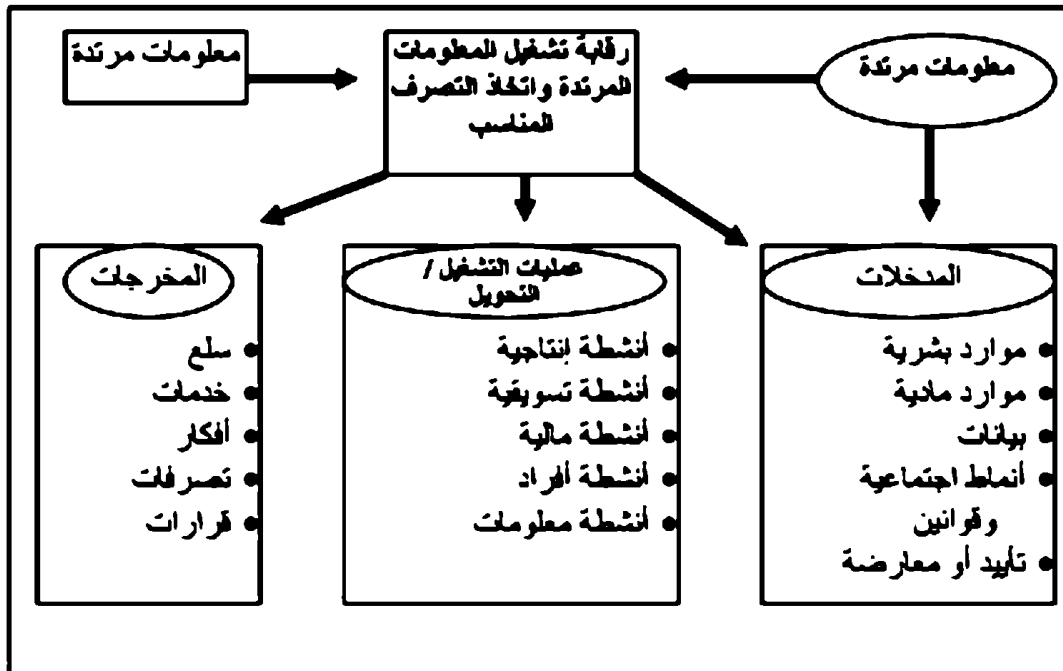 معلومات مرتدة
رقابة تشغيل المعلومات
المرتدة واتخاذ التصرف
المناسب
معلومات مرتدة
المدخلات
• موارد بشرية
• موارد مادية
• بيانات
• أنماط اجتماعية
وقوانين
• تأييد أو معارضة
عمليات التشغيل /
التحويل
• أنشطة إنتاجية
• أنشطة تسويقية
• أنشطة مالية
• أنشطة أفراد
• أنشطة معلومات
المخرجات
• سلع
• خدمات
• أفكار
• تصرفات
• قرارات